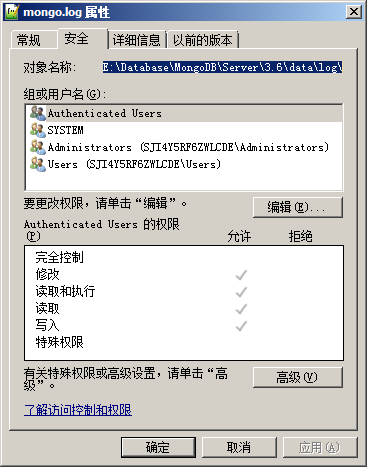 mongo.log 属性
常规 安全 详细信息 以前的版本
对象名称: E:\Database\MongoDB\Server\3.6\data\log\
组或用户名(G):
Authenticated Users
SYSTEM
Administrators (SJI4Y5RF6ZWLCDE\Administrators)
Users (SJI4Y5RF6ZWLCDE\Users)
要更改权限，请单击“编辑”。 编辑(E)...
Authenticated Users 的权限
(P) 允许 拒绝
完全控制
修改
读取和执行
读取
写入
特殊权限
有关特殊权限或高级设置，请单击“高
级”。 高级(V)
了解访问控制和权限
确定 取消 应用(A)